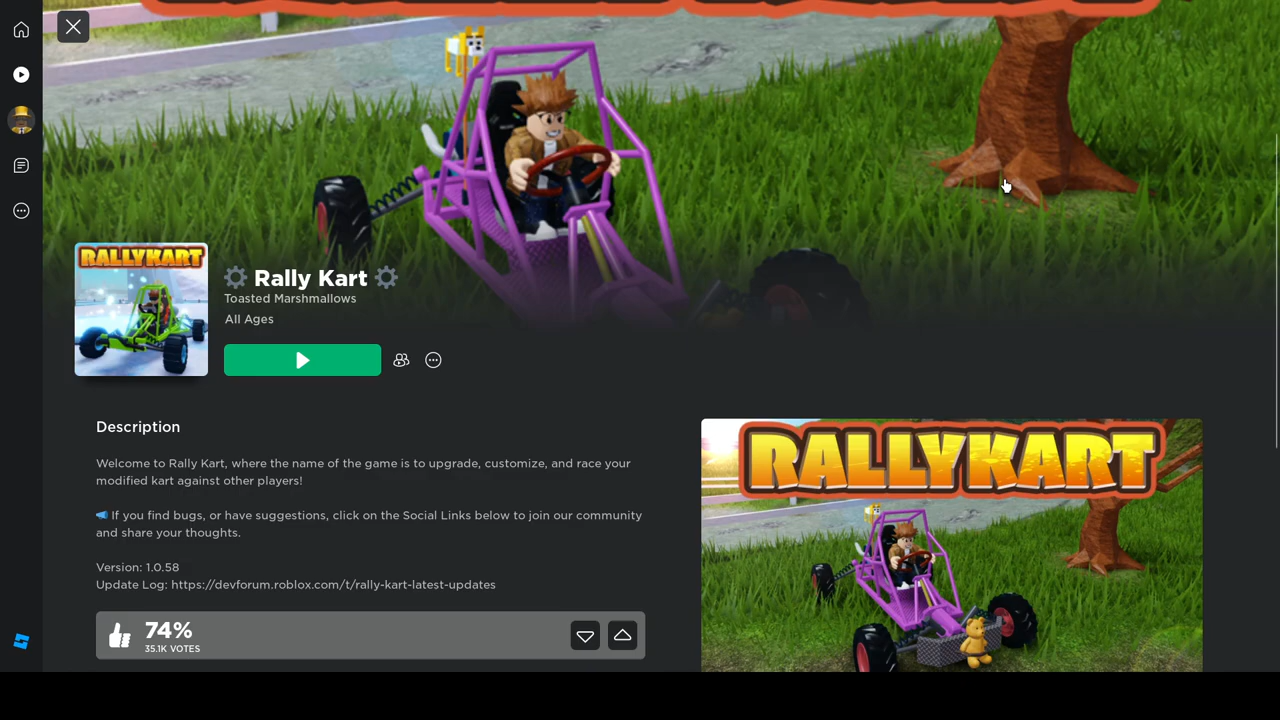 RALLYKART
Rally Kart
Toasted Marshmallows
All Ages
Description
Welcome to Rally Kart, where the name of the game is to upgrade, customize, and race your
modified kart against other players!
If you find bugs, or have suggestions, click on the Social Links below to join our community
and share your thoughts.
Version: 1.0.58
Update Log: https://devforum.roblox.com/t/rally-kart-latest-updates
74%
35.1K VOTES
RALLYKART